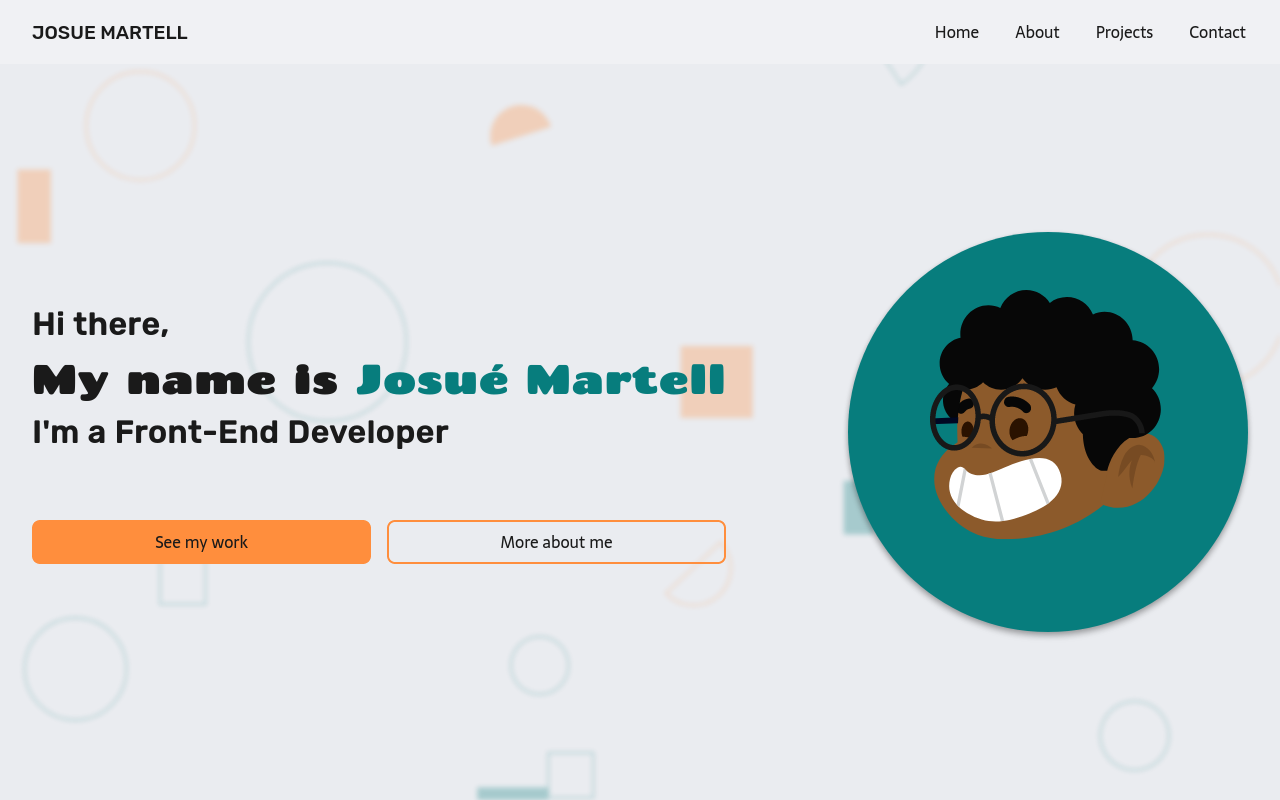 JOSUE MARTELL
Home About Projects Contact
Hi there,
My name is Josué Martell
I'm a Front-End Developer
See my work
More about me